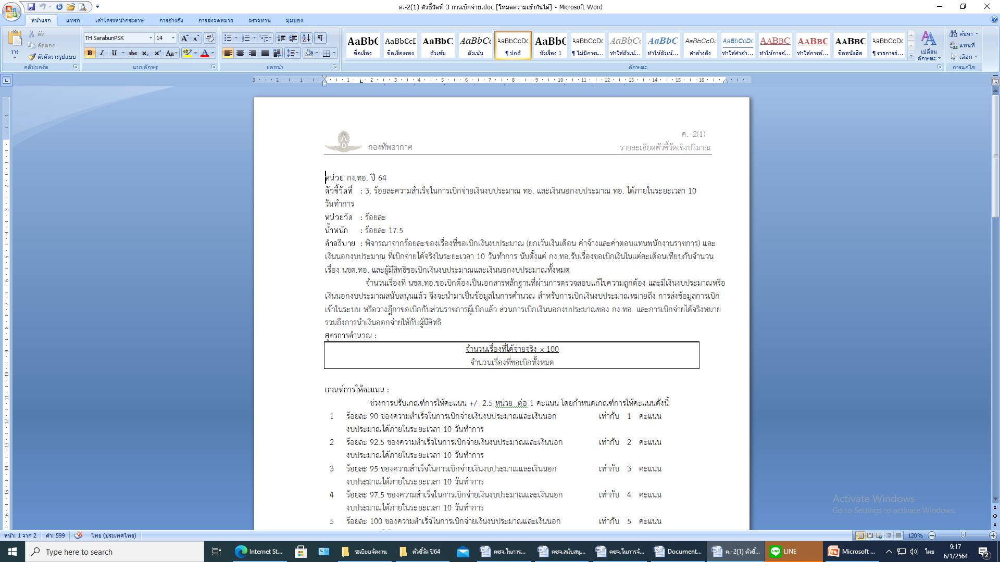 ค.-2(1) ตัวชี้วัดที่ 3 การเบิกจ่าย.doc [โหมดความเข้ากันได้] - Microsoft Word
หน้าแรก แทรก เค้าโครงหน้ากระดาษ การอ้างอิง การส่งจดหมาย ตรวจทาน มุมมอง
วาง ตัด คัดลอก ตัวคัดวางรูปแบบ คลิปบอร์ด
TH SarabunPSK 14 แบบอักษร
ย่อหน้า
ชื่อเรื่อง ชื่อเรื่องรอง ตัวเข้ม ตัวเน้น ¶ ปกติ หัวเรื่อง 1 ¶ ไม่มีการเ... ทำให้ตัวเน้... ทำให้ตัวเน้... คำอ้างอิง ทำให้คำอ้า... ทำให้การอ้... ทำให้การอ้... ชื่อหนังสือ ¶ รายการย่...
ลักษณะ
เปลี่ยน ลักษณะ
ค้นหา แทนที่ เลือก การแก้ไข
กองทัพอากาศ
ค. -2(1)
รายละเอียดตัวชี้วัดเชิงปริมาณ
หน่วย กง.ทอ. ปี 64
ตัวชี้วัดที่ : 3. ร้อยละความสำเร็จในการเบิกจ่ายเงินงบประมาณ ทอ. และเงินนอกงบประมาณ ทอ. ได้ภายในระยะเวลา 10
วันทำการ
หน่วยวัด : ร้อยละ
น้ำหนัก : ร้อยละ 17.5
คำอธิบาย : พิจารณาจากร้อยละของเรื่องที่ขอเบิกเงินงบประมาณ (ยกเว้นเงินเดือน ค่าจ้างและค่าตอบแทนพนักงานราชการ) และ
เงินนอกงบประมาณ ที่เบิกจ่ายได้จริงในระยะเวลา 10 วันทำการ นับตั้งแต่ กง.ทอ.รับเรื่องขอเบิกเงินในแต่ละเดือนเทียบกับจำนวน
เรื่อง นขต.ทอ. และผู้มีสิทธิขอเบิกเงินงบประมาณและเงินนอกงบประมาณทั้งหมด
จำนวนเรื่องที่ นขต.ทอ.ขอเบิกต้องเป็นเอกสารหลักฐานที่ผ่านการตรวจสอบแก้ไขความถูกต้อง และมีเงินงบประมาณหรือ
เงินนอกงบประมาณสนับสนุนแล้ว จึงจะนำมาเป็นข้อมูลในการคำนวณ สำหรับการเบิกเงินงบประมาณหมายถึง การส่งข้อมูลการเบิก
เข้าในระบบ หรือวางฎีกาขอเบิกกับส่วนราชการผู้เบิกแล้ว ส่วนการเบิกเงินนอกงบประมาณของ กง.ทอ. และการเบิกจ่ายได้จริงหมาย
รวมถึงการนำเงินออกจ่ายให้กับผู้มีสิทธิ
สูตรการคำนวณ :
จำนวนเรื่องที่ได้จ่ายจริง x 100
จำนวนเรื่องที่ขอเบิกทั้งหมด
เกณฑ์การให้คะแนน :
ช่วงการปรับเกณฑ์การให้คะแนน +/- 2.5 หน่วย ต่อ 1 คะแนน โดยกำหนดเกณฑ์การให้คะแนนดังนี้
1 ร้อยละ 90 ของความสำเร็จในการเบิกจ่ายเงินงบประมาณและเงินนอก เท่ากับ 1 คะแนน
งบประมาณได้ภายในระยะเวลา 10 วันทำการ
2 ร้อยละ 92.5 ของความสำเร็จในการเบิกจ่ายเงินงบประมาณและเงินนอก เท่ากับ 2 คะแนน
งบประมาณได้ภายในระยะเวลา 10 วันทำการ
3 ร้อยละ 95 ของความสำเร็จในการเบิกจ่ายเงินงบประมาณและเงินนอก เท่ากับ 3 คะแนน
งบประมาณได้ภายในระยะเวลา 10 วันทำการ
4 ร้อยละ 97.5 ของความสำเร็จในการเบิกจ่ายเงินงบประมาณและเงินนอก เท่ากับ 4 คะแนน
งบประมาณได้ภายในระยะเวลา 10 วันทำการ
5 ร้อยละ 100 ของความสำเร็จในการเบิกจ่ายเงินงบประมาณและเงินนอก เท่ากับ 5 คะแนน
Activate Windows
Go to Settings to activate Windows.
หน้า: 1 จาก 2 คำ: 599 ไทย (ประเทศไทย) 120%
Type here to search Internet St... ระเบียบจัดงาน ตัวชี้วัด ปี64 คซจ.ในการ... คซจ.สนับสนุ... คซจ.ในการจั... Document... ค.-2(1) ตัวชี้... LINE Microsoft ... ไทย 9:17
6/1/2564 2